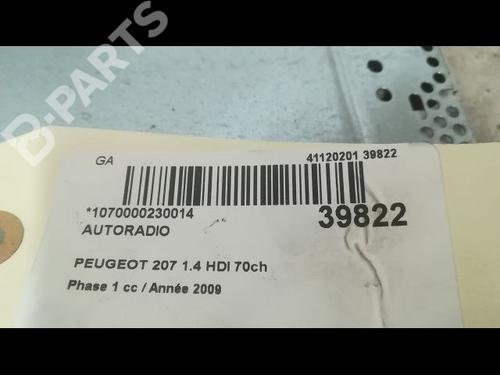 B-PARTS
GA
41120201 39822
*1070000230014
39822
AUTORADIO
PEUGEOT 207 1.4 HDI 70ch
Phase 1 cc / Année 2009